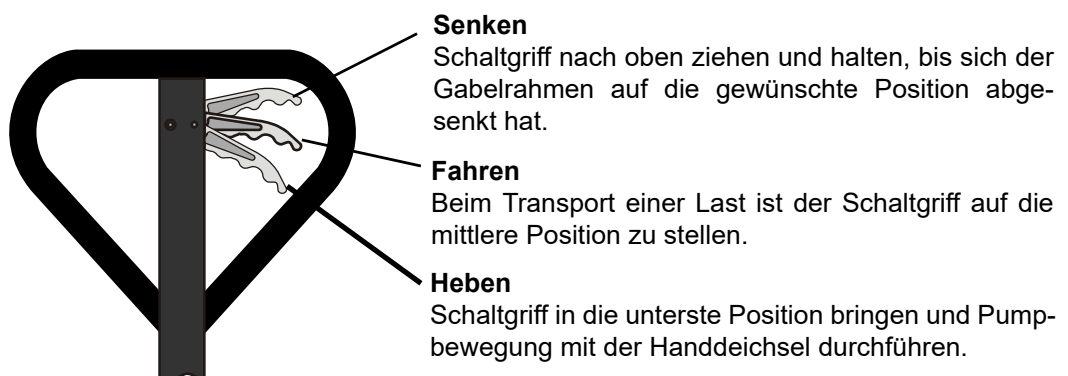 Senken
Schaltgriff nach oben ziehen und halten, bis sich der
Gabelrahmen auf die gewünschte Position abge-
senkt hat.
Fahren
Beim Transport einer Last ist der Schaltgriff auf die
mittlere Position zu stellen.
Heben
Schaltgriff in die unterste Position bringen und Pump-
bewegung mit der Handdeichsel durchführen.